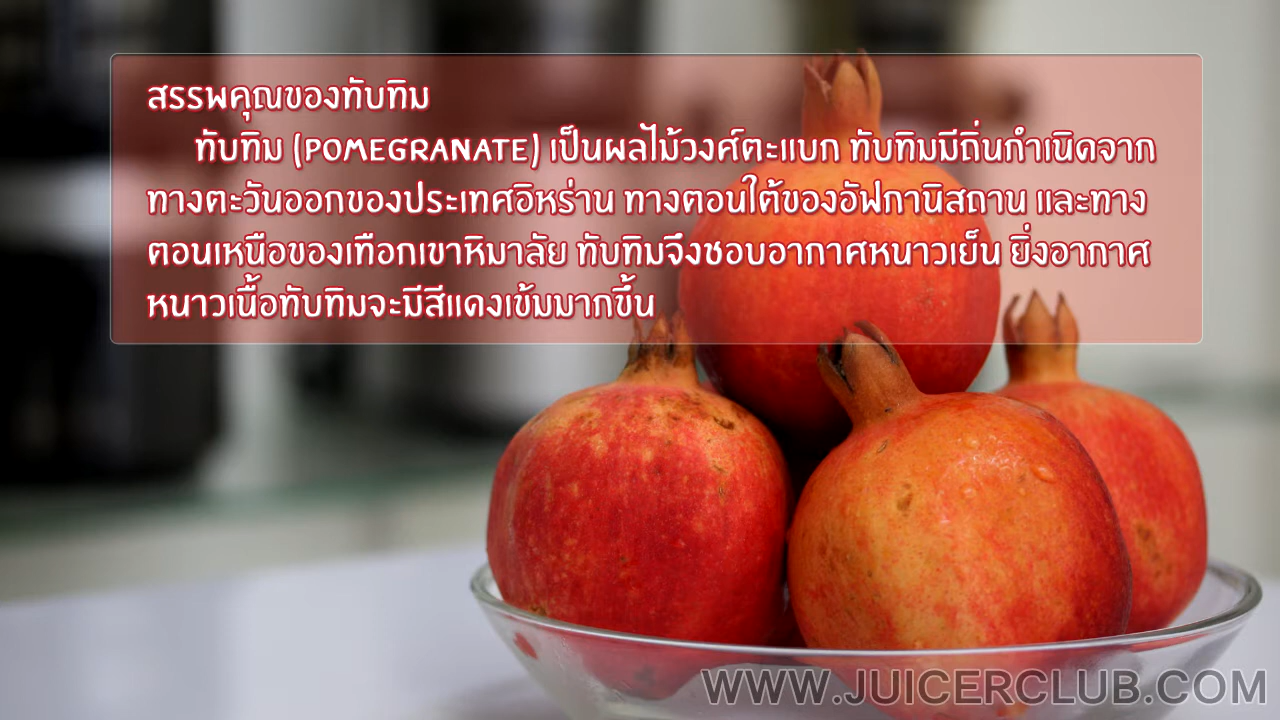 สรรพคุณของทับทิม
ทับทิม (POMEGRANATE) เป็นผลไม้วงศ์ตะแบก ทับทิมมีถิ่นกำเนิดจาก
ทางตะวันออกของประเทศอิหร่าน ทางตอนใต้ของอัฟกานิสถาน และทาง
ตอนเหนือของเทือกเขาหิมาลัย ทับทิมจึงชอบอากาศหนาวเย็น ยิ่งอากาศ
หนาวเนื้อทับทิมจะมีสีแดงเข้มมากขึ้น
WWW.JUICERCLUB.COM